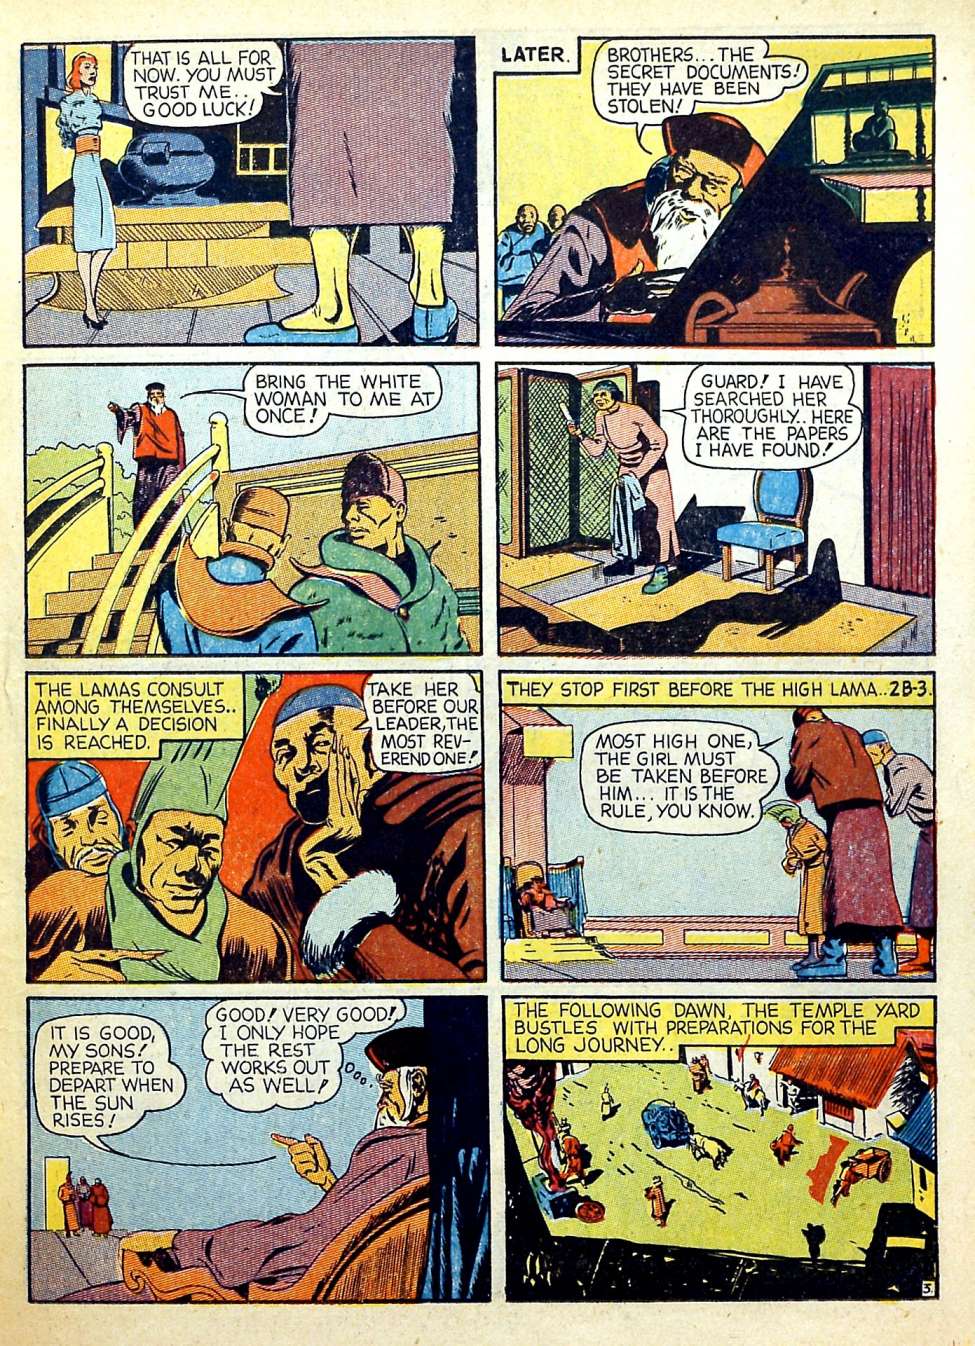 THAT IS ALL FOR
NOW. YOU MUST
TRUST ME..
GOOD LUCK!
LATER.
BROTHERS... THE
SECRET DOCUMENTS!
THEY HAVE BEEN
STOLEN!
BRING THE WHITE
WOMAN TO ME AT
ONCE!
GUARD! I HAVE
SEARCHED HER
THOROUGHLY.. HERE
ARE THE PAPERS
I HAVE FOUND!
THE LAMAS CONSULT
AMONG THEMSELVES..
FINALLY A DECISION
IS REACHED.
TAKE HER
BEFORE OUR
LEADER, THE
MOST REV-
EREND ONE!
THEY STOP FIRST BEFORE THE HIGH LAMA..2B-3.
MOST HIGH ONE,
THE GIRL MUST
BE TAKEN BEFORE
HIM... IT IS THE
RULE, YOU KNOW.
IT IS GOOD,
MY SONS!
PREPARE TO
DEPART WHEN
THE SUN
RISES!
GOOD! VERY GOOD!
I ONLY HOPE
THE REST
WORKS OUT
AS WELL!
THE FOLLOWING DAWN, THE TEMPLE YARD
BUSTLES WITH PREPARATIONS FOR THE
LONG JOURNEY..
3.